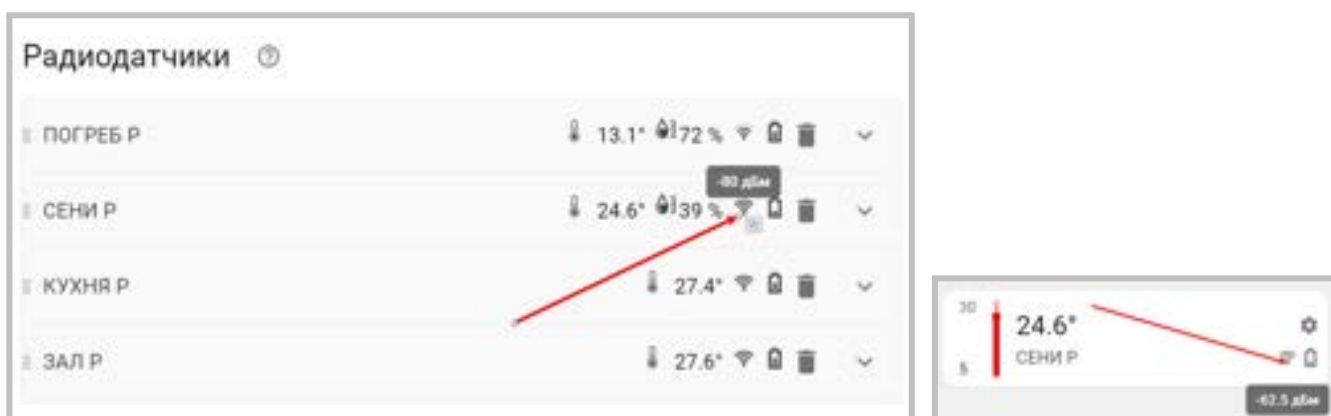 Радиодатчики
ПОГРЕБ Р 13.1° 72 %
-80 дБм
СЕНИ Р 24.6° 39 %
КУХНЯ Р 27.4°
ЗАЛ Р 27.6°
30
24.6°
СЕНИ Р
5
-62.5 дБм